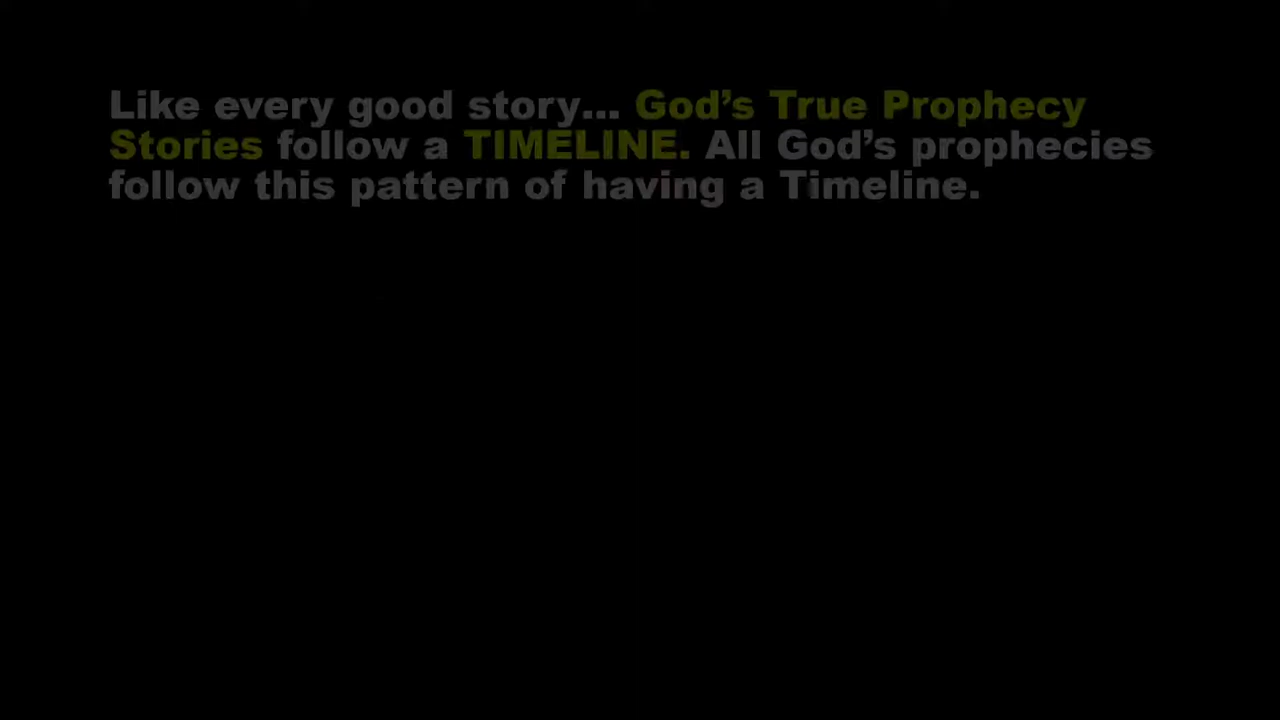 Like every good story... God’s True Prophecy
Stories follow a TIMELINE. All God’s prophecies
follow this pattern of having a Timeline.